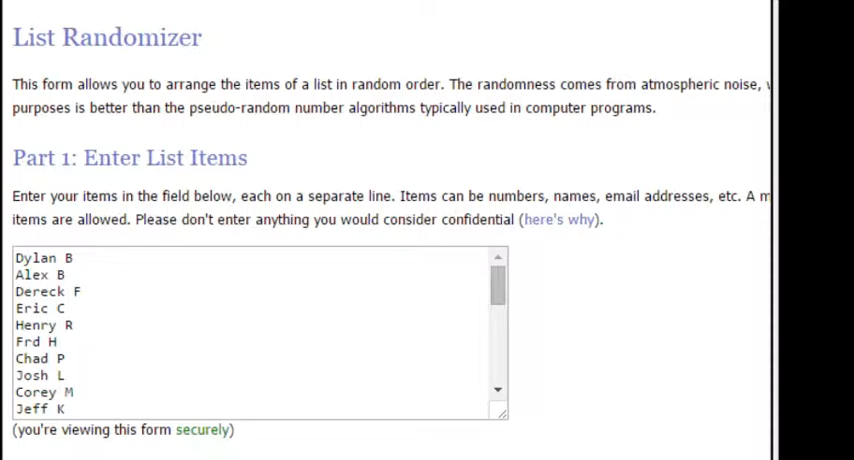 List Randomizer
This form allows you to arrange the items of a list in random order. The randomness comes from atmospheric noise,
purposes is better than the pseudo-random number algorithms typically used in computer programs.
Part 1: Enter List Items
Enter your items in the field below, each on a separate line. Items can be numbers, names, email addresses, etc. A
items are allowed. Please don't enter anything you would consider confidential (here's why).
Dylan B
Alex B
Dereck F
Eric C
Henry R
Frd H
Chad P
Josh L
Corey M
Jeff K
(you're viewing this form securely)